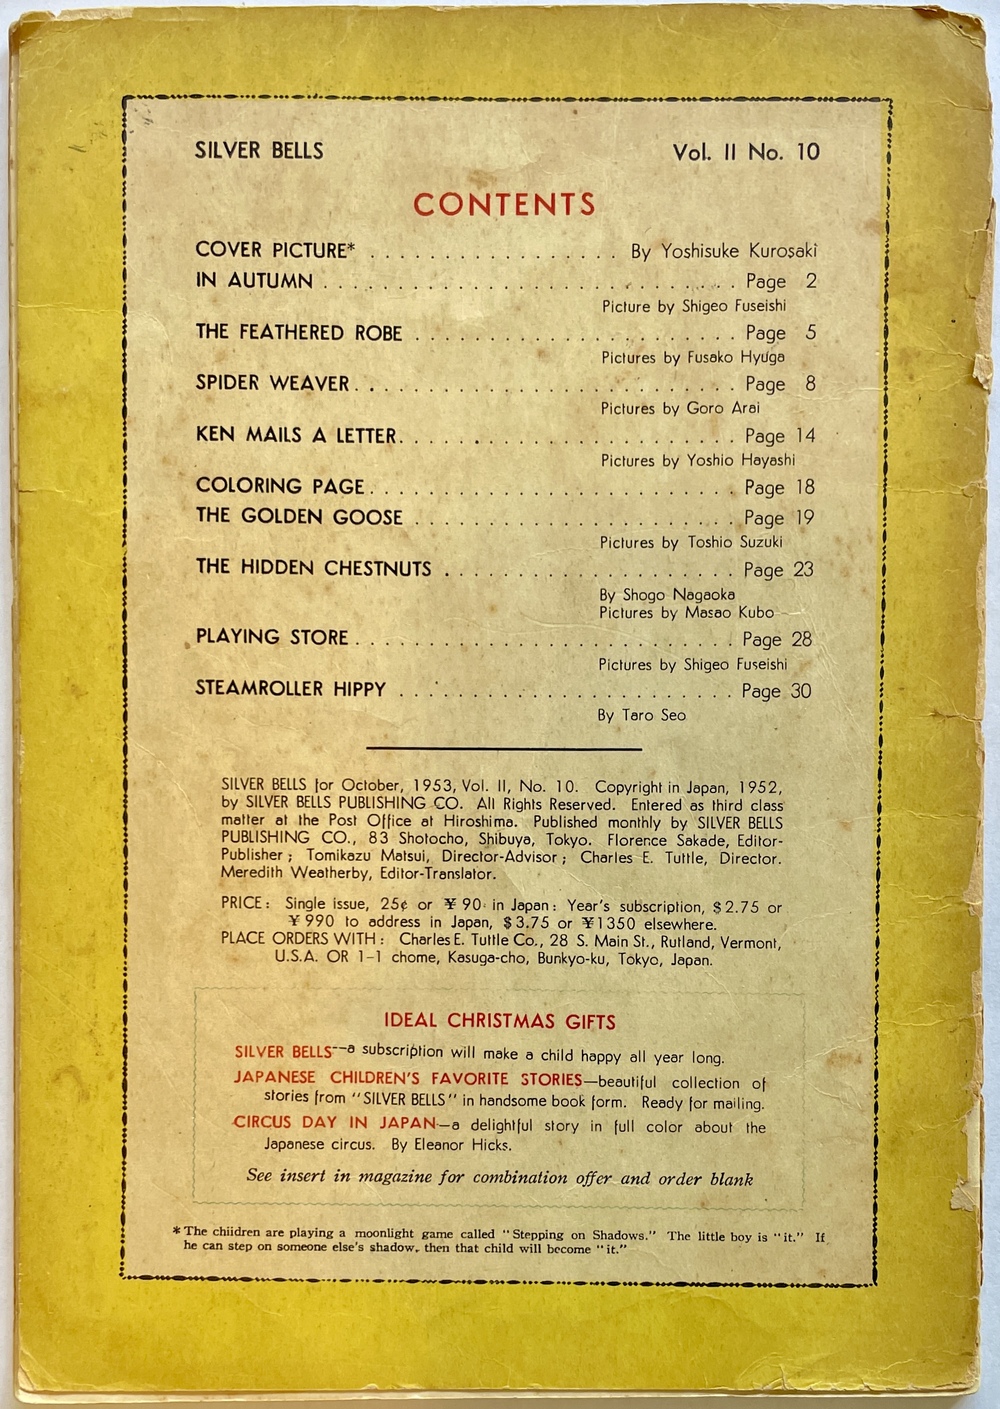 SILVER BELLS Vol. II No. 10
CONTENTS
COVER PICTURE* . . . . . . . . . . . . . . . . . By Yoshisuke Kurosaki
IN AUTUMN . . . . . . . . . . . . . . . . . . . . . . . . . . . . Page 2
Picture by Shigeo Fuseishi
THE FEATHERED ROBE . . . . . . . . . . . . . . . . . . . . . . Page 5
Pictures by Fusako Hyuga
SPIDER WEAVER . . . . . . . . . . . . . . . . . . . . . . . . . . Page 8
Pictures by Goro Arai
KEN MAILS A LETTER. . . . . . . . . . . . . . . . . . . . . . . Page 14
Pictures by Yoshio Hayashi
COLORING PAGE . . . . . . . . . . . . . . . . . . . . . . . . . Page 18
THE GOLDEN GOOSE . . . . . . . . . . . . . . . . . . . . . . Page 19
Pictures by Toshio Suzuki
THE HIDDEN CHESTNUTS . . . . . . . . . . . . . . . . . . . . Page 23
By Shogo Nagaoka
Pictures by Masao Kubo
PLAYING STORE . . . . . . . . . . . . . . . . . . . . . . . . . . Page 28
Pictures by Shigeo Fuseishi
STEAMROLLER HIPPY . . . . . . . . . . . . . . . . . . . . . . . Page 30
By Taro Seo
SILVER BELLS for October, 1953, Vol. II, No. 10. Copyright in Japan, 1952,
by SILVER BELLS PUBLISHING CO. All Rights Reserved. Entered as third class
matter at the Post Office at Hiroshima. Published monthly by SILVER BELLS
PUBLISHING CO., 83 Shotocho, Shibuya, Tokyo. Florence Sakade, Editor-
Publisher; Tomikazu Matsui, Director-Advisor; Charles E. Tuttle, Director.
Meredith Weatherby, Editor-Translator.
PRICE: Single issue, 25¢ or ¥90 in Japan: Year's subscription, $2.75 or
¥990 to address in Japan, $3.75 or ¥1350 elsewhere.
PLACE ORDERS WITH: Charles E. Tuttle Co., 28 S. Main St., Rutland, Vermont,
U.S.A. OR 1-1 chome, Kasuga-cho, Bunkyo-ku, Tokyo, Japan.
IDEAL CHRISTMAS GIFTS
SILVER BELLS—a subscription will make a child happy all year long.
JAPANESE CHILDREN'S FAVORITE STORIES—beautiful collection of
stories from "SILVER BELLS" in handsome book form. Ready for mailing.
CIRCUS DAY IN JAPAN—a delightful story in full color about the
Japanese circus. By Eleanor Hicks.
See insert in magazine for combination offer and order blank
* The chiidren are playing a moonlight game called "Stepping on Shadows." The little boy is "it." If
he can step on someone else's shadow, then that child will become "it."